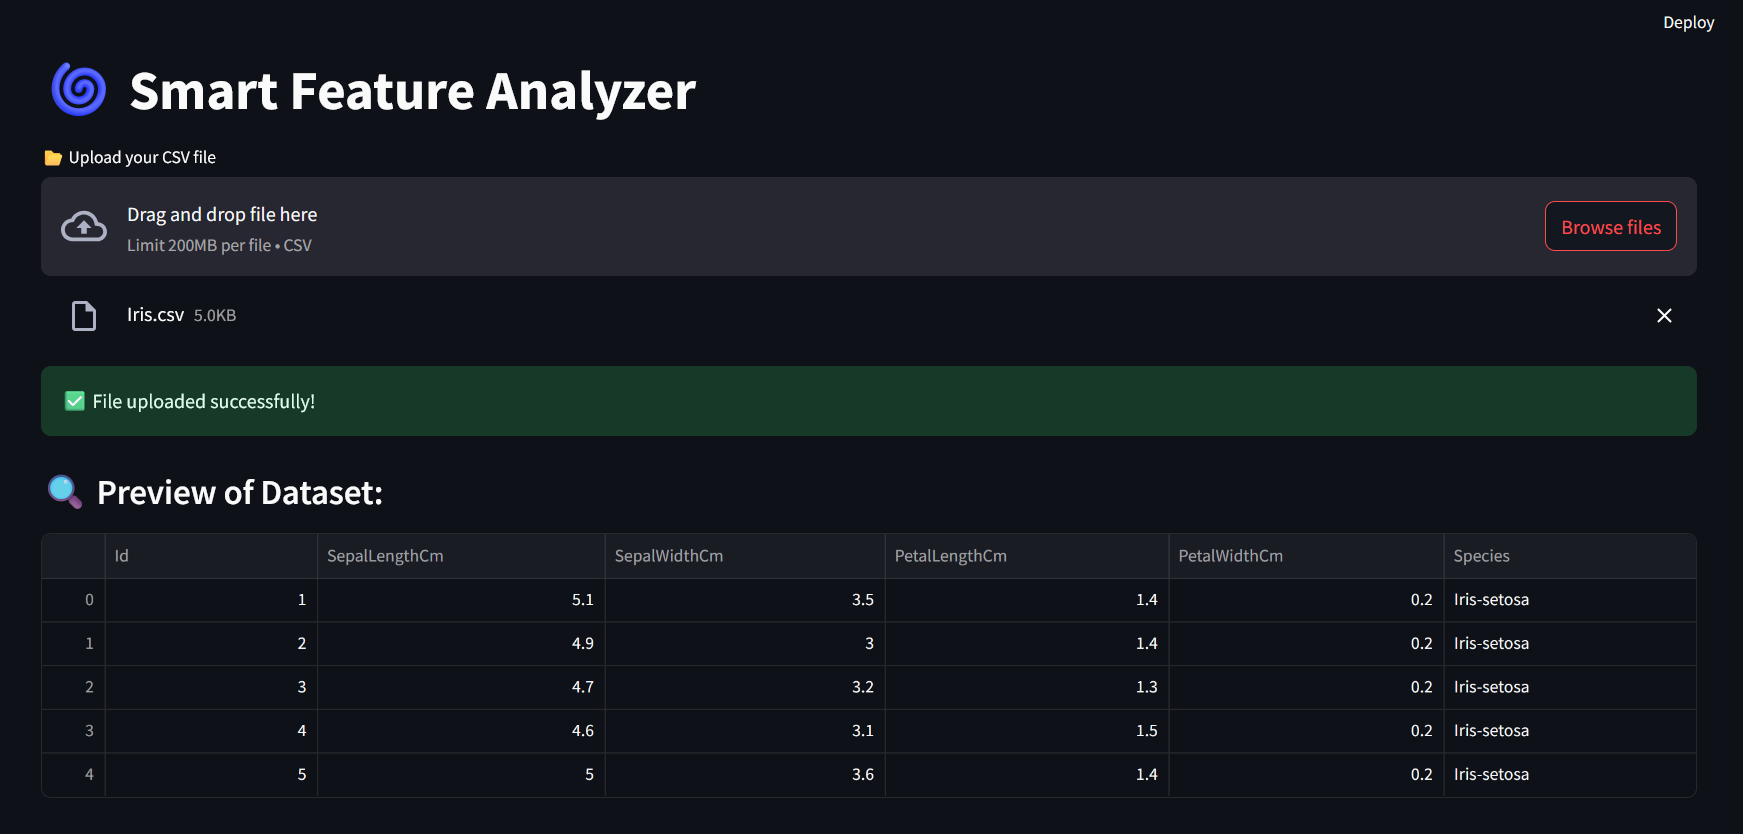 Deploy
Smart Feature Analyzer
Upload your CSV file
Drag and drop file here
Limit 200MB per file • CSV
Browse files
Iris.csv 5.0KB
File uploaded successfully!
Preview of Dataset:
Id SepalLengthCm SepalWidthCm PetalLengthCm PetalWidthCm Species
0 1 5.1 3.5 1.4 0.2 Iris-setosa
1 2 4.9 3 1.4 0.2 Iris-setosa
2 3 4.7 3.2 1.3 0.2 Iris-setosa
3 4 4.6 3.1 1.5 0.2 Iris-setosa
4 5 5 3.6 1.4 0.2 Iris-setosa